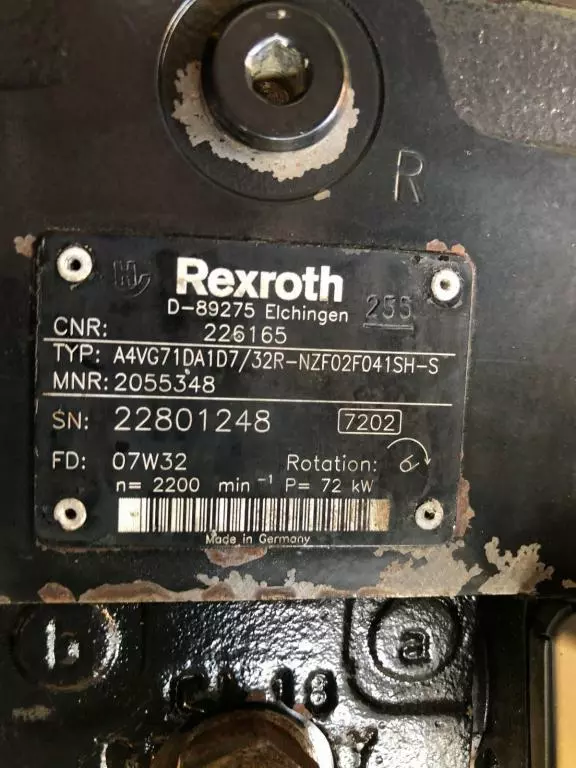 R
Rexroth
D-89275 Elchingen 255
CNR: 226165
TYP: A4VG71DA1D7/32R-NZF02F041SH-S
MNR: 2055348
SN: 22801248 7202
FD: 07W32 Rotation:
n= 2200 min⁻¹ P= 72 kW
Made in Germany
b a
18